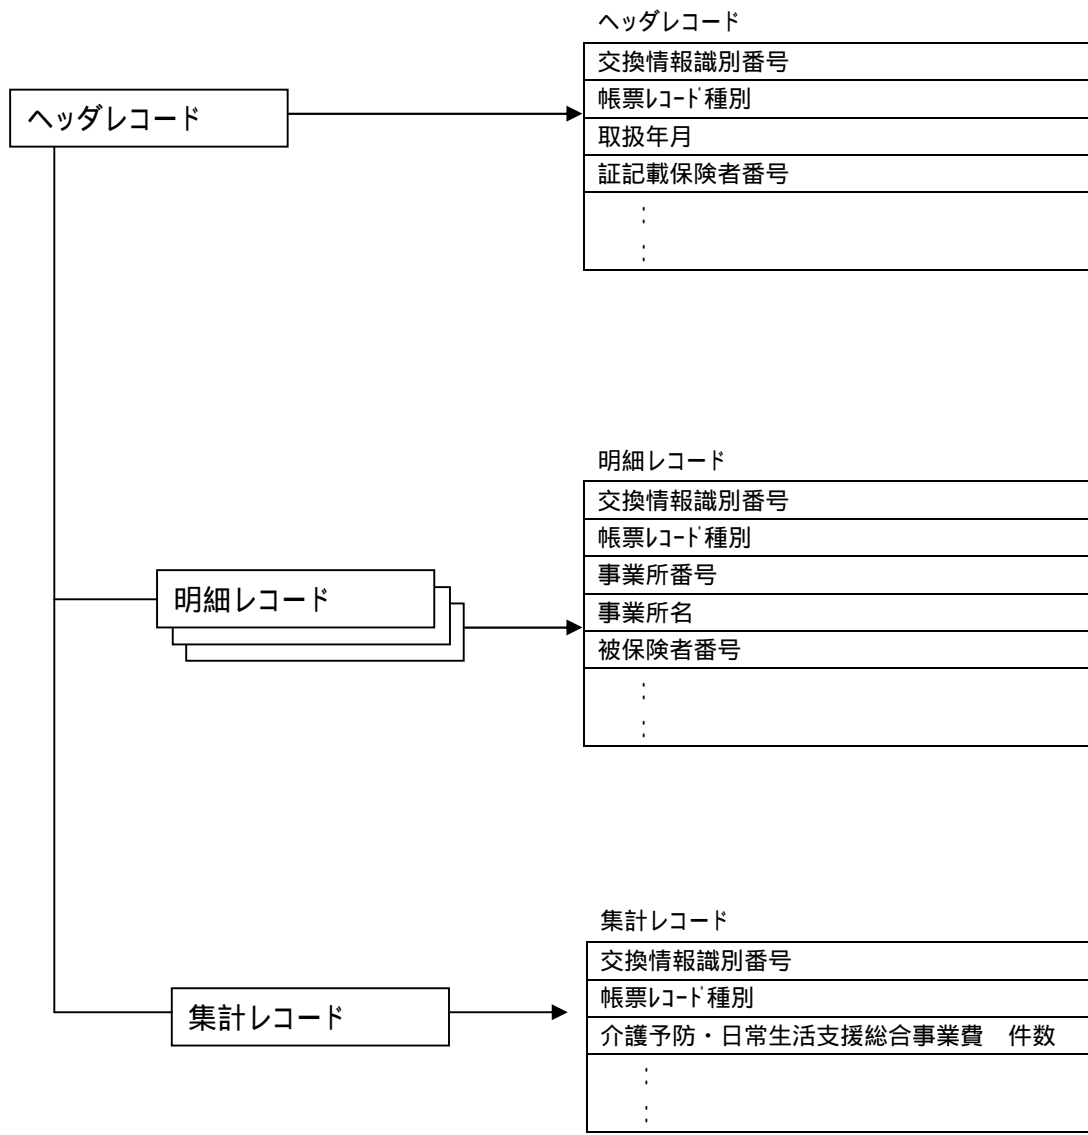 ヘッダレコード
ヘッダレコード
交換情報識別番号
帳票ﾚｺｰﾄﾞ種別
取扱年月
証記載保険者番号
:
:
明細レコード
明細レコード
交換情報識別番号
帳票ﾚｺｰﾄﾞ種別
事業所番号
事業所名
被保険者番号
:
:
集計レコード
集計レコード
交換情報識別番号
帳票ﾚｺｰﾄﾞ種別
介護予防・日常生活支援総合事業費　件数
:
: